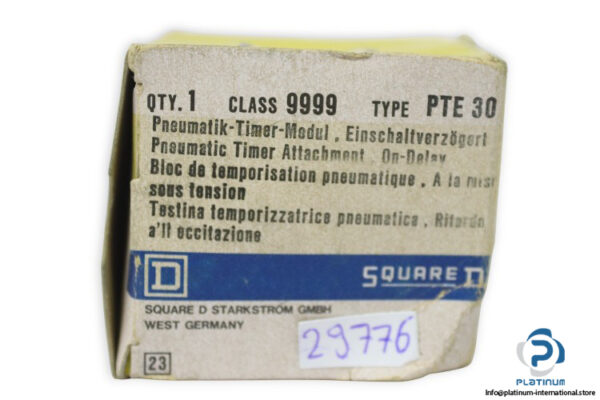 QTY. 1 CLASS 9999 TYPE PTE 30
Pneumatik-Timer-Modul, Einschaltverzögert
Pneumatic Timer Attachment, On-Delay
Bloc de temporisation pneumatique, A la mise
sous tension
Testina temporizzatrice pneumatica, Ritardo
a'll eccitazione
D
SQUARE D
SQUARE D STARKSTRÖM GMBH
WEST GERMANY
29776
23
PLATINUM
Info@platinum-international.store